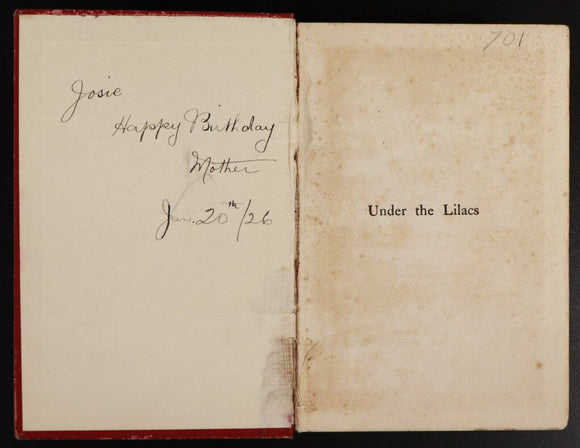 Josie
Happy Birthday
Mother
Jan. 20th/26
701
Under the Lilacs